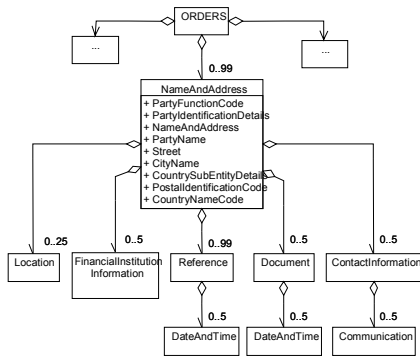 ORDERS
...
...
0..99
NameAndAddress
+ PartyFunctionCode
+ PartyIdentificationDetails
+ NameAndAddress
+ PartyName
+ Street
+ CityName
+ CountrySubEntityDetails
+ PostalIdentificationCode
+ CountryNameCode
0..25
0..5
0..99
0..5
0..5
Location
FinancialInstitution
Information
Reference
Document
ContactInformation
0..5
0..5
0..5
DateAndTime
DateAndTime
Communication